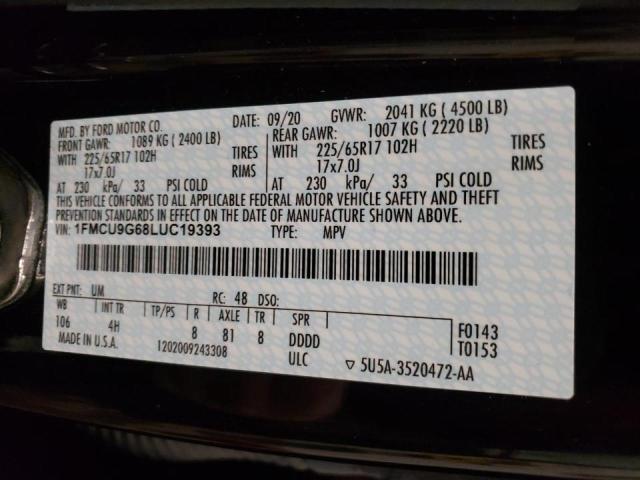 MFD. BY FORD MOTOR CO.
DATE: 09/20 GVWR: 2041 KG ( 4500 LB)
FRONT GAWR: 1089 KG ( 2400 LB)
REAR GAWR: 1007 KG ( 2220 LB)
WITH 225/65R17 102H TIRES
WITH 225/65R17 102H TIRES
17x7.0J RIMS
17x7.0J RIMS
AT 230 kPa/ 33 PSI COLD
AT 230 kPa/ 33 PSI COLD
THIS VEHICLE CONFORMS TO ALL APPLICABLE FEDERAL MOTOR VEHICLE SAFETY AND THEFT
PREVENTION STANDARDS IN EFFECT ON THE DATE OF MANUFACTURE SHOWN ABOVE.
VIN: 1FMCU9G68LUC19393 TYPE: MPV
EXT PNT: UM RC: 48 DSO:
WB INT TR TP/PS R AXLE TR SPR
106 4H 8 81 8 DDDD F0143
MADE IN U.S.A. ULC T0153
1202009243308
▽ 5U5A-3520472-AA